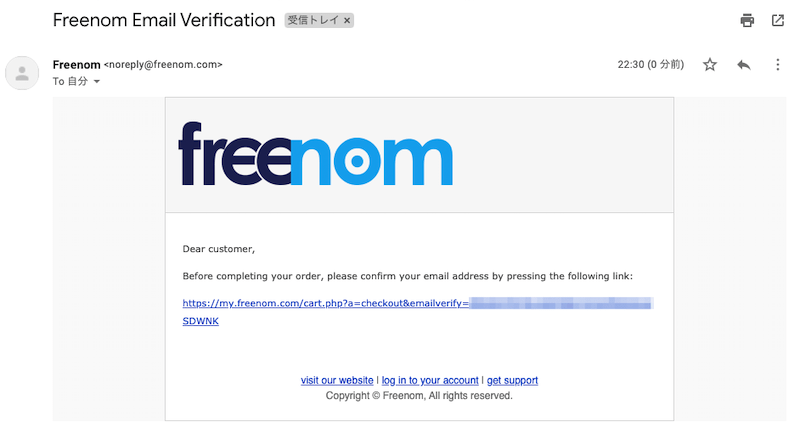 Freenom Email Verification 受信トレイ ×
Freenom <noreply@freenom.com> 22:30 (0 分前)
To 自分
freenom
Dear customer,
Before completing your order, please confirm your email address by pressing the following link:
https://my.freenom.com/cart.php?a=checkout&emailverify=
SDWNK
visit our website | log in to your account | get support
Copyright © Freenom, All rights reserved.